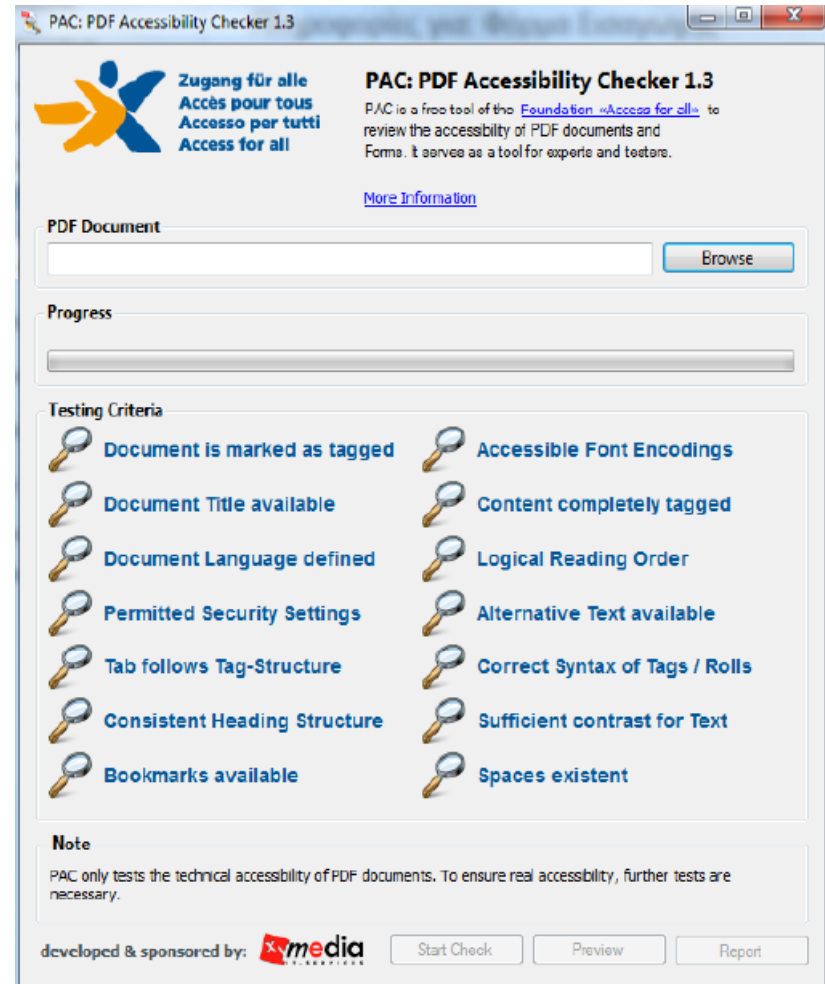 PAC: PDF Accessibility Checker 1.3
Zugang für alle
Accès pour tous
Accesso per tutti
Access for all
PAC: PDF Accessibility Checker 1.3
PAC is a free tool of the Foundation «Access for all» to
review the accessibility of PDF documents and
Forms. It serves as a tool for experts and testers.
More Information
PDF Document
Browse
Progress
Testing Criteria
Document is marked as tagged
Accessible Font Encodings
Document Title available
Content completely tagged
Document Language defined
Logical Reading Order
Permitted Security Settings
Alternative Text available
Tab follows Tag-Structure
Correct Syntax of Tags / Rolls
Consistent Heading Structure
Sufficient contrast for Text
Bookmarks available
Spaces existent
Note
PAC only tests the technical accessibility of PDF documents. To ensure real accessibility, further tests are
necessary.
developed & sponsored by:
xymedia
Start Check
Preview
Report